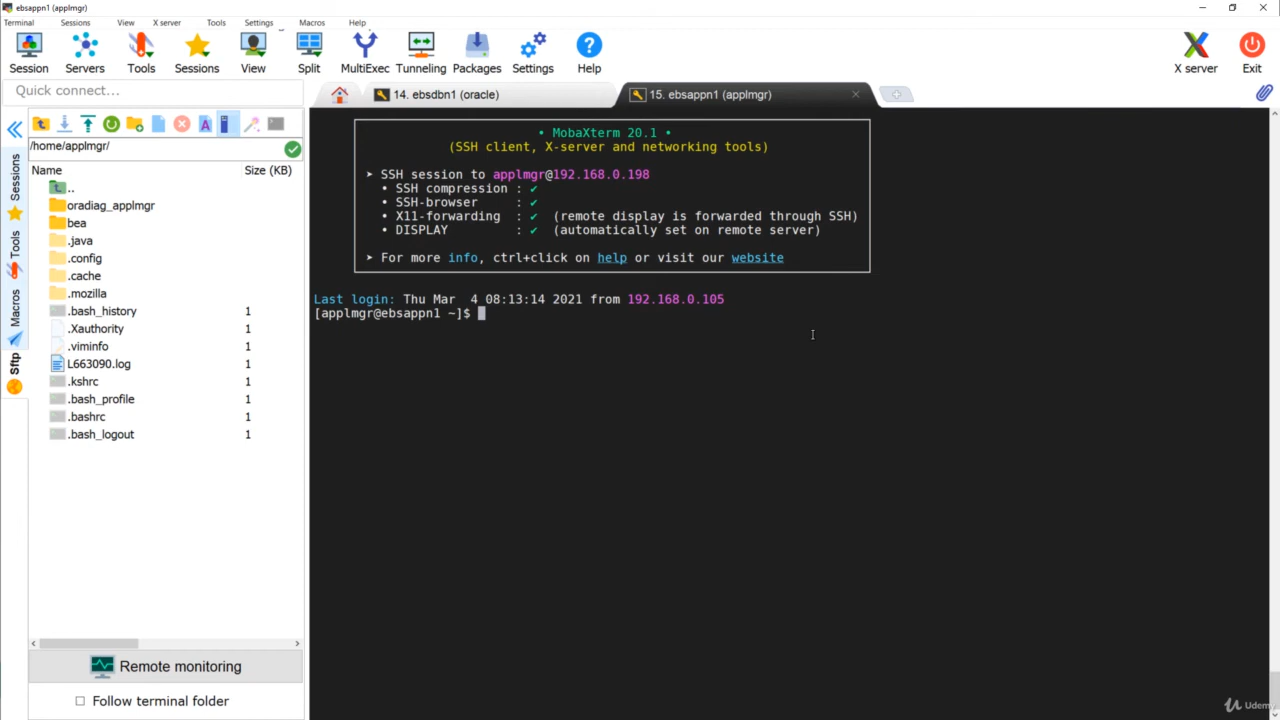 ebsappn1 (applmgr)
Terminal Sessions View X server Tools Settings Macros Help
Session Servers Tools Sessions View Split MultiExec Tunneling Packages Settings Help X server Exit
Quick connect...
14. ebsdbn1 (oracle)
15. ebsappn1 (applmgr)
/home/applmgr/
Name Size (KB)
..
oradiag_applmgr
bea
.java
.config
.cache
.mozilla
.bash_history 1
.Xauthority 1
.viminfo 1
L663090.log 1
.kshrc 1
.bash_profile 1
.bashrc 1
.bash_logout 1
Sessions
Tools
Macros
Sftp
Remote monitoring
Follow terminal folder
• MobaXterm 20.1 •
(SSH client, X-server and networking tools)
➤ SSH session to applmgr@192.168.0.198
• SSH compression : ✔
• SSH-browser : ✔
• X11-forwarding : ✔ (remote display is forwarded through SSH)
• DISPLAY : ✔ (automatically set on remote server)
➤ For more info, ctrl+click on help or visit our website
Last login: Thu Mar 4 08:13:14 2021 from 192.168.0.105
[applmgr@ebsappn1 ~]$
Udemy